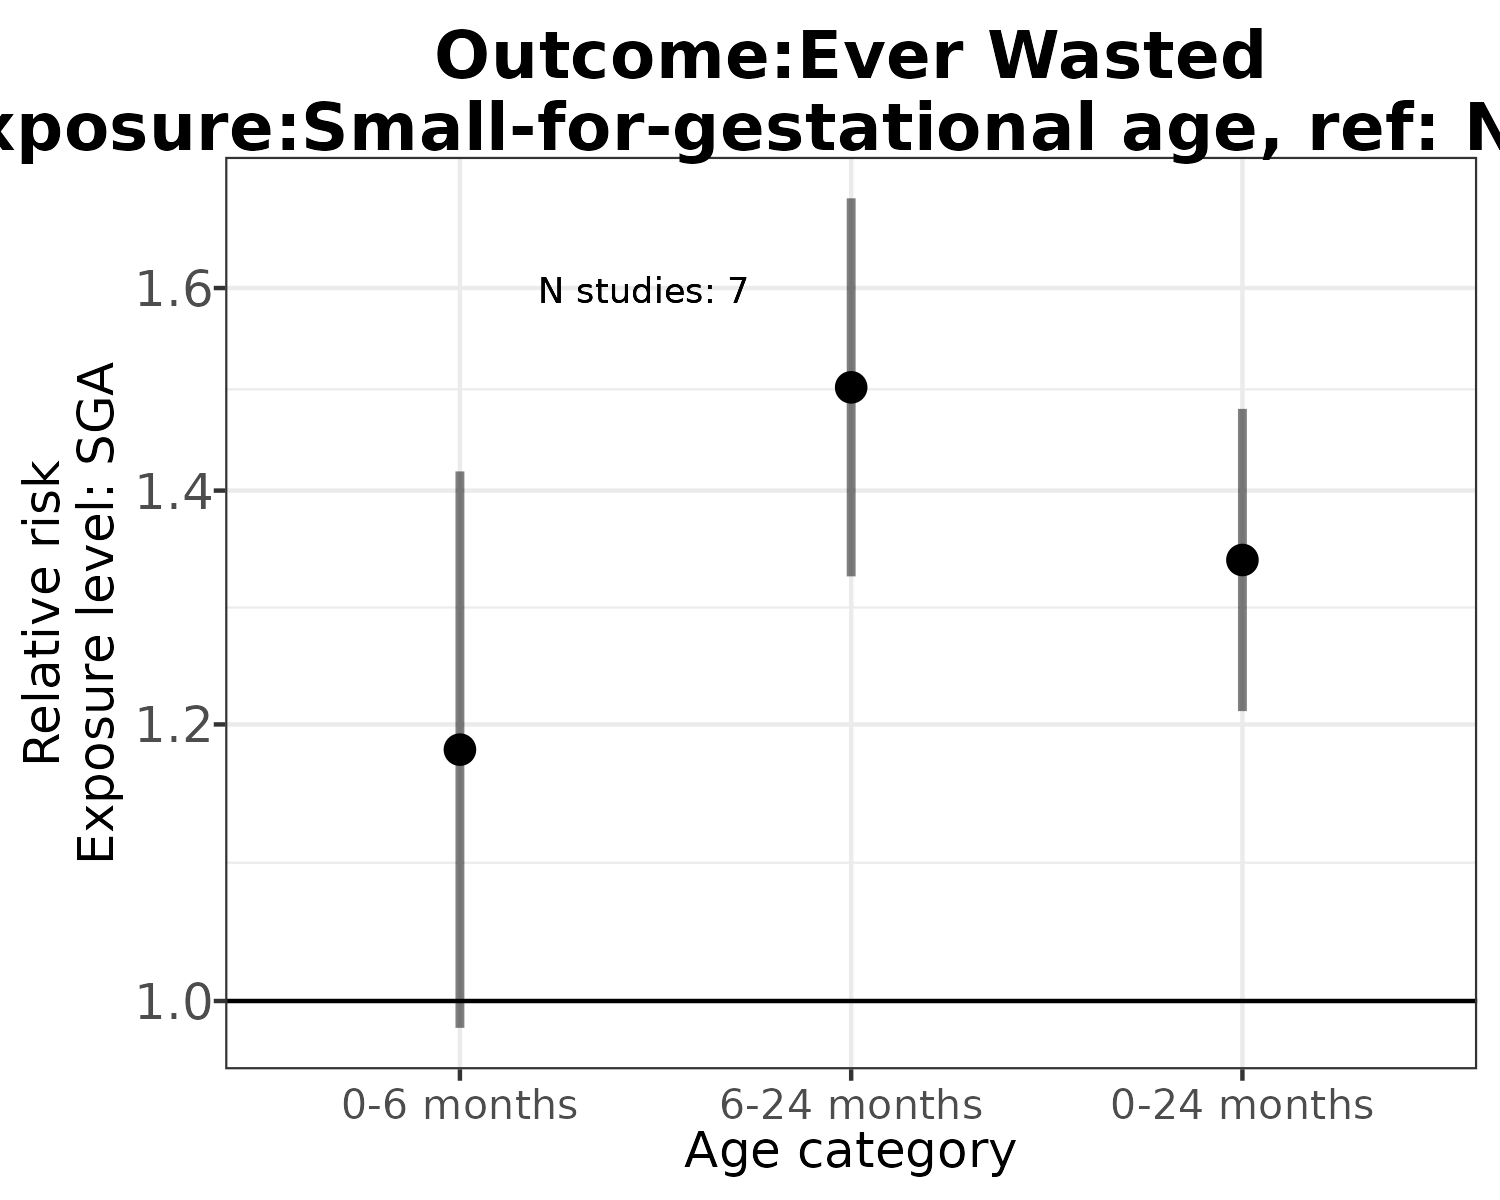 Outcome:Ever Wasted
xposure:Small-for-gestational age, ref: N
Relative risk
Exposure level: SGA
1.6
1.4
1.2
1.0
N studies: 7
0-6 months
6-24 months
0-24 months
Age category